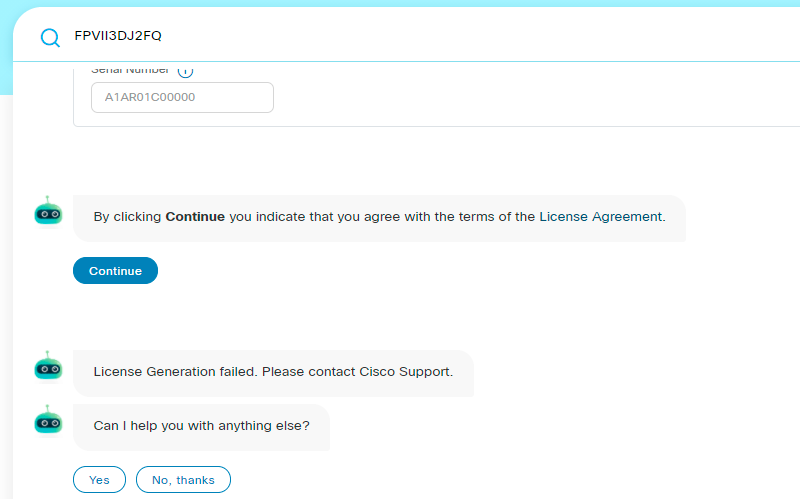 FPVII3DJ2FQ
Serial Number
A1AR01C00000
By clicking Continue you indicate that you agree with the terms of the License Agreement.
Continue
License Generation failed. Please contact Cisco Support.
Can I help you with anything else?
Yes
No, thanks